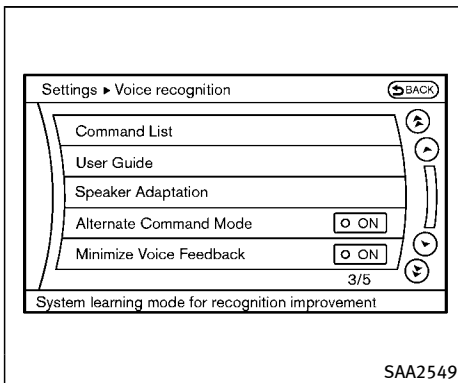 Settings ▶ Voice recognition
BACK
Command List
User Guide
Speaker Adaptation
Alternate Command Mode
ON
Minimize Voice Feedback
ON
3/5
System learning mode for recognition improvement
SAA2549